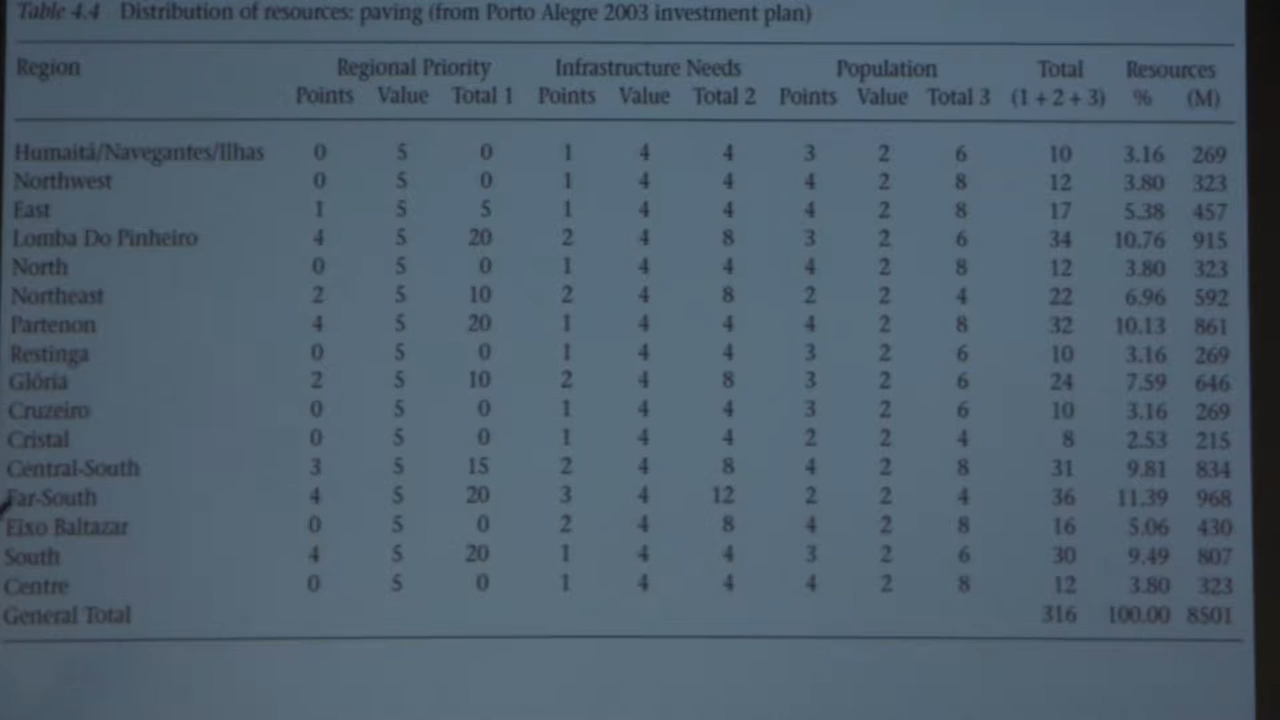 Table 4.4 Distribution of resources: paving (from Porto Alegre 2003 investment plan)
Region Regional Priority Infrastructure Needs Population Total Resources
Points Value Total 1 Points Value Total 2 Points Value Total 3 (1 + 2 + 3) % (M)
Humaitá/Navegantes/Ilhas 0 5 0 1 4 4 3 2 6 10 3.16 269
Northwest 0 5 0 1 4 4 4 2 8 12 3.80 323
East 1 5 5 1 4 4 4 2 8 17 5.38 457
Lomba Do Pinheiro 4 5 20 2 4 8 3 2 6 34 10.76 915
North 0 5 0 1 4 4 4 2 8 12 3.80 323
Northeast 2 5 10 2 4 8 2 2 4 22 6.96 592
Partenon 4 5 20 1 4 4 4 2 8 32 10.13 861
Restinga 0 5 0 1 4 4 3 2 6 10 3.16 269
Glória 2 5 10 2 4 8 3 2 6 24 7.59 646
Cruzeiro 0 5 0 1 4 4 3 2 6 10 3.16 269
Cristal 0 5 0 1 4 4 2 2 4 8 2.53 215
Central-South 3 5 15 2 4 8 4 2 8 31 9.81 834
Far-South 4 5 20 3 4 12 2 2 4 36 11.39 968
Eixo Baltazar 0 5 0 2 4 8 4 2 8 16 5.06 430
South 4 5 20 1 4 4 3 2 6 30 9.49 807
Centre 0 5 0 1 4 4 4 2 8 12 3.80 323
General Total 316 100.00 8501